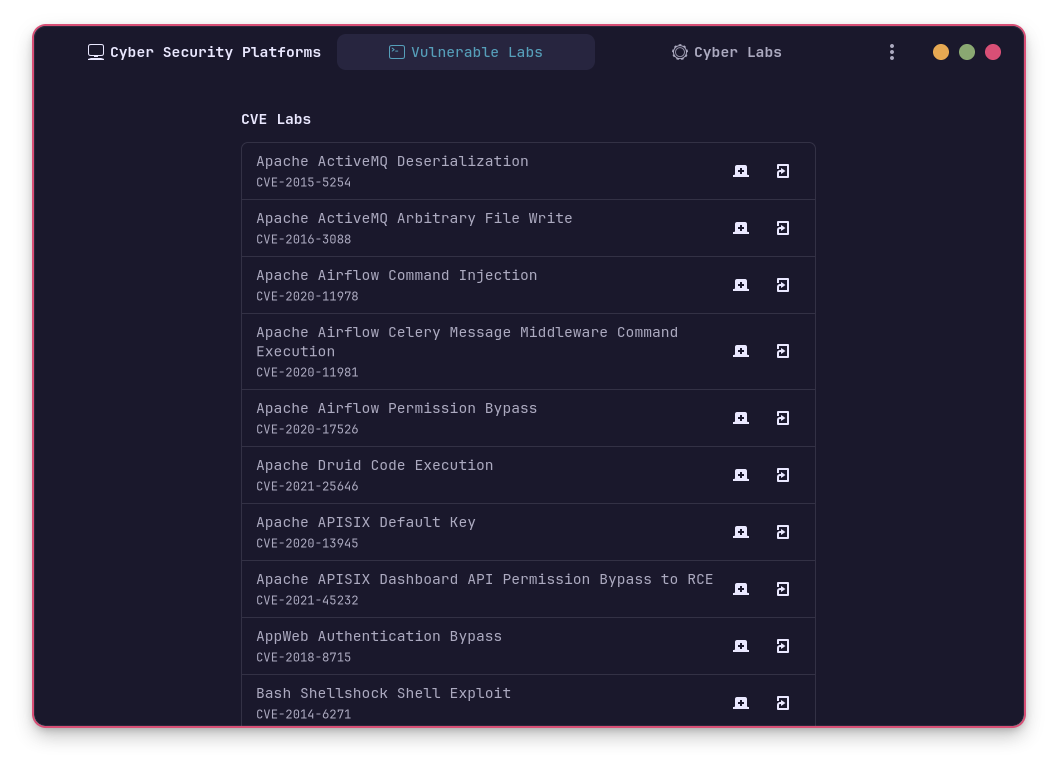 Cyber Security Platforms
Vulnerable Labs
Cyber Labs
CVE Labs
Apache ActiveMQ Deserialization
CVE-2015-5254
Apache ActiveMQ Arbitrary File Write
CVE-2016-3088
Apache Airflow Command Injection
CVE-2020-11978
Apache Airflow Celery Message Middleware Command
Execution
CVE-2020-11981
Apache Airflow Permission Bypass
CVE-2020-17526
Apache Druid Code Execution
CVE-2021-25646
Apache APISIX Default Key
CVE-2020-13945
Apache APISIX Dashboard API Permission Bypass to RCE
CVE-2021-45232
AppWeb Authentication Bypass
CVE-2018-8715
Bash Shellshock Shell Exploit
CVE-2014-6271